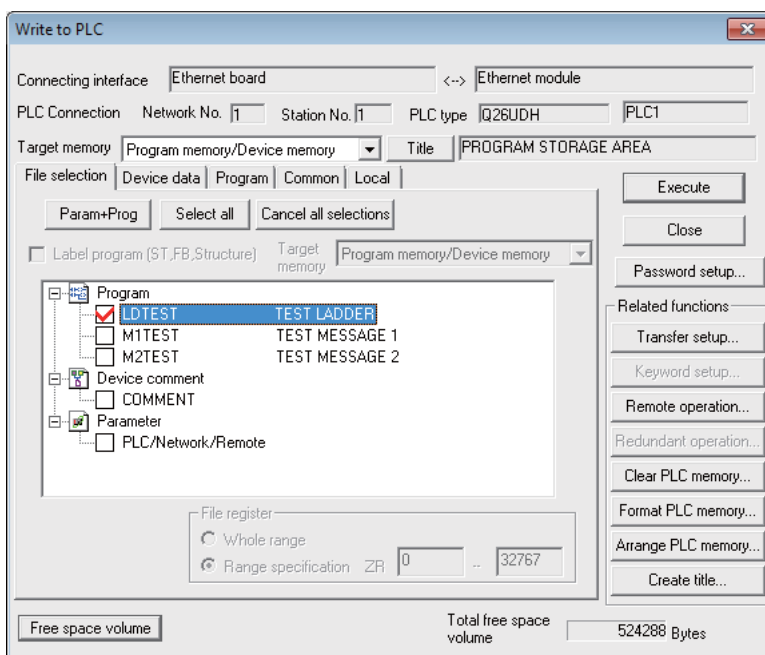 Write to PLC
Connecting interface Ethernet board <--> Ethernet module
PLC Connection Network No. 1 Station No. 1 PLC type Q26UDH PLC1
Target memory Program memory/Device memory Title PROGRAM STORAGE AREA
File selection Device data Program Common Local
Execute
Param+Prog Select all Cancel all selections
Close
Label program (ST,FB,Structure) Target memory Program memory/Device memory
Password setup...
Program
LDTEST TEST LADDER
M1TEST TEST MESSAGE 1
M2TEST TEST MESSAGE 2
Device comment
COMMENT
Parameter
PLC/Network/Remote
Related functions
Transfer setup...
Keyword setup...
Remote operation...
Redundant operation...
Clear PLC memory...
Format PLC memory...
Arrange PLC memory...
Create title...
File register
Whole range
Range specification ZR 0 .. 32767
Free space volume
Total free space volume 524288 Bytes